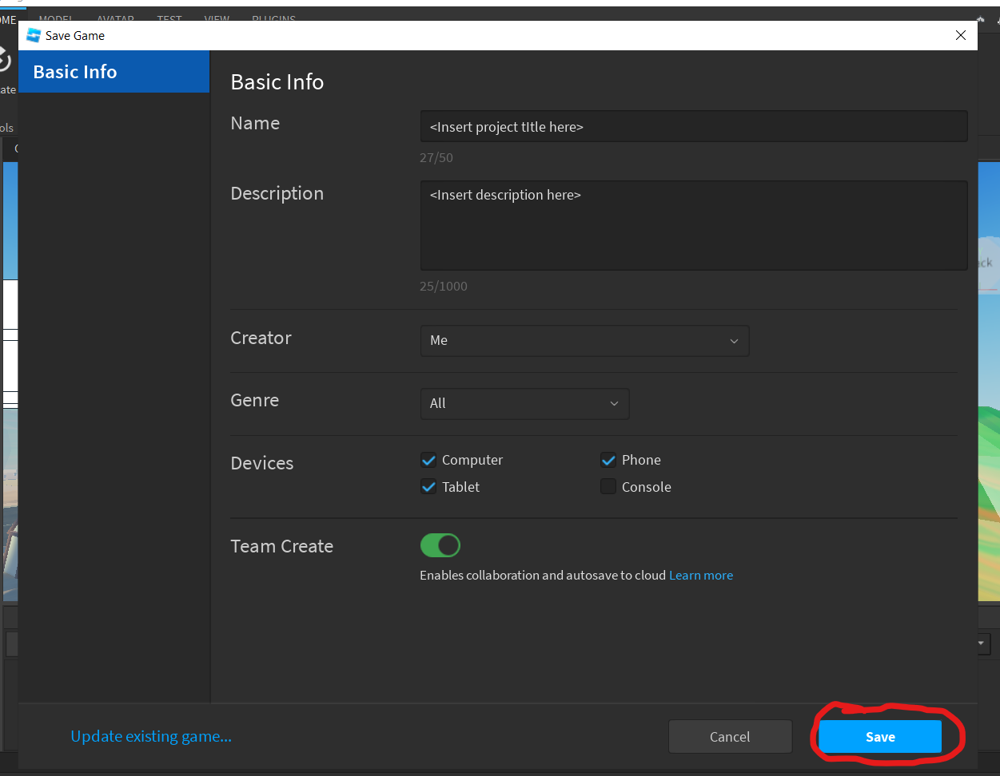 MODEL AVATAR TEST VIEW PLUGINS
Save Game
Basic Info
Basic Info
Name
<Insert project tItle here>
27/50
Description
<Insert description here>
25/1000
Creator
Me
Genre
All
Devices
Computer
Phone
Tablet
Console
Team Create
Enables collaboration and autosave to cloud Learn more
Update existing game...
Cancel
Save